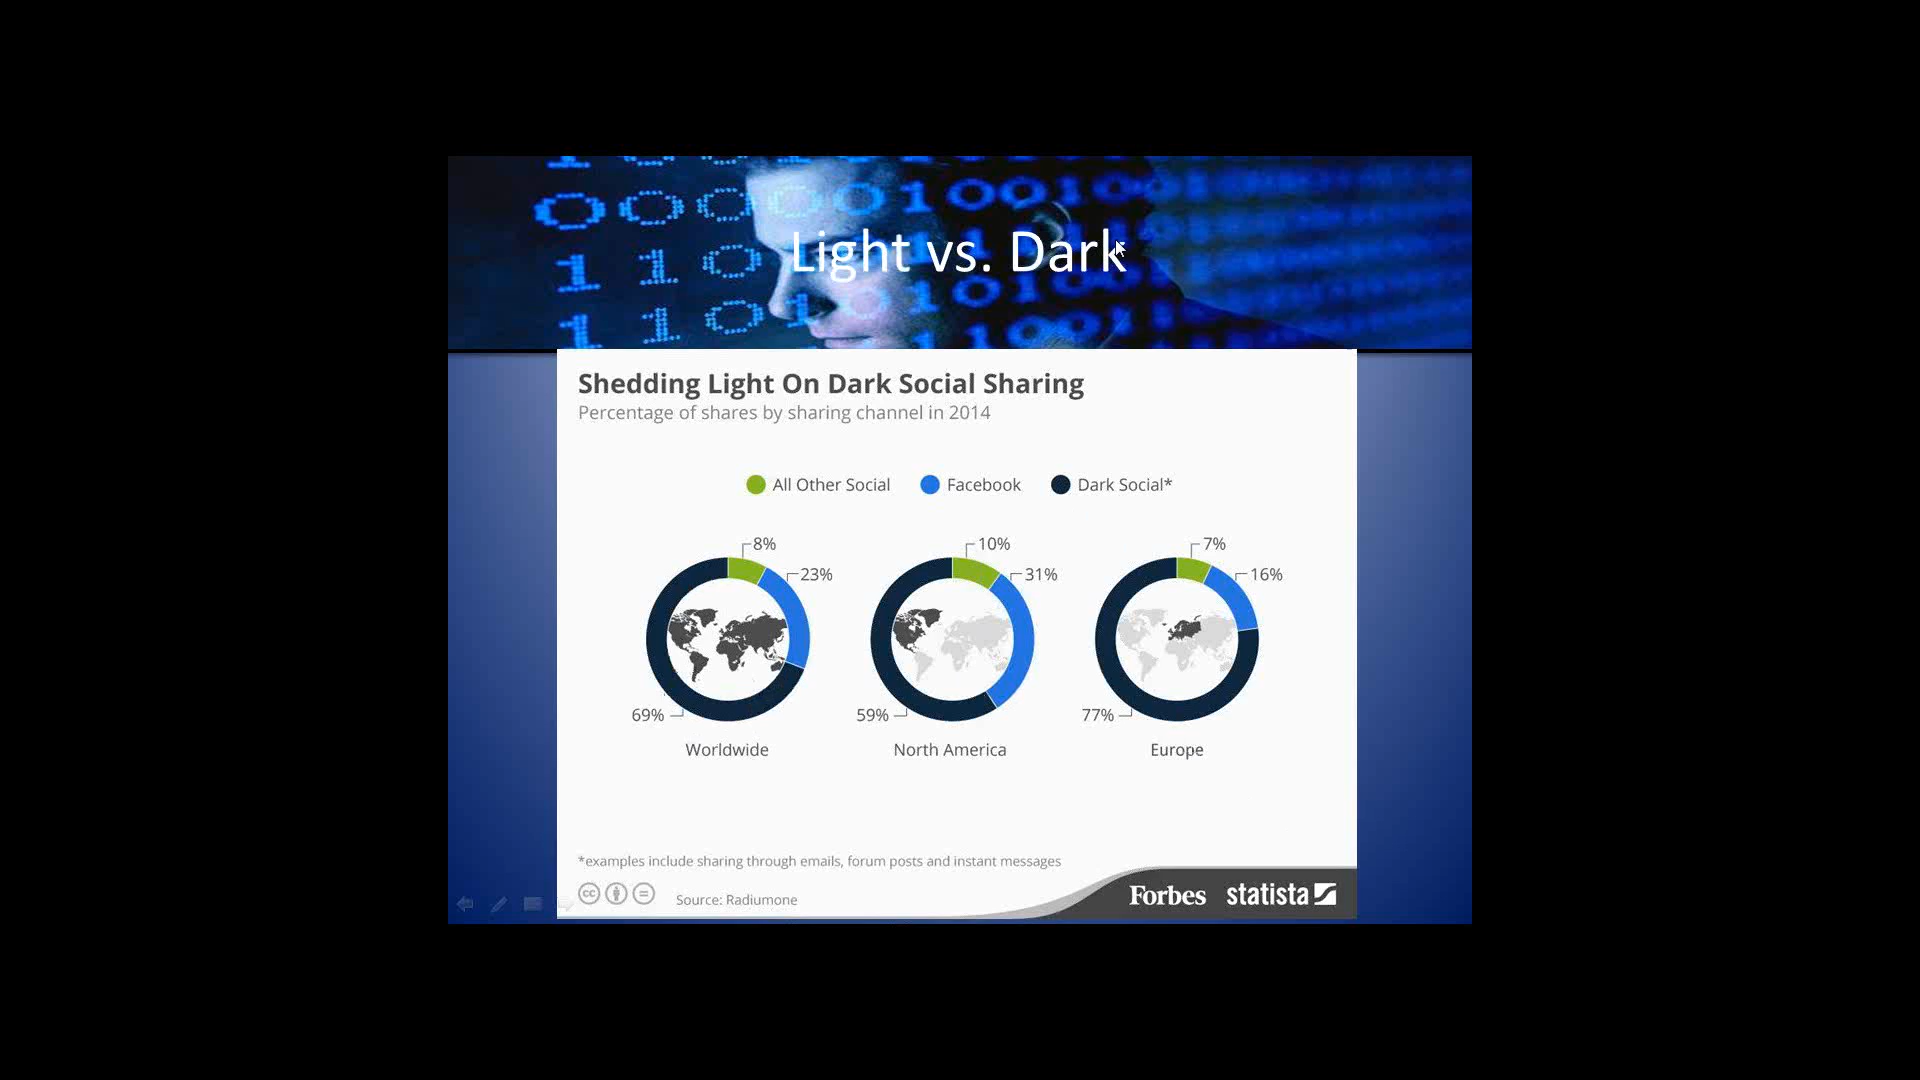 Light vs. Dark
Shedding Light On Dark Social Sharing
Percentage of shares by sharing channel in 2014
All Other Social Facebook Dark Social*
8% 10% 7%
23% 31% 16%
69% 59% 77%
Worldwide North America Europe
*examples include sharing through emails, forum posts and instant messages
cc Source: Radiumone
Forbes statista